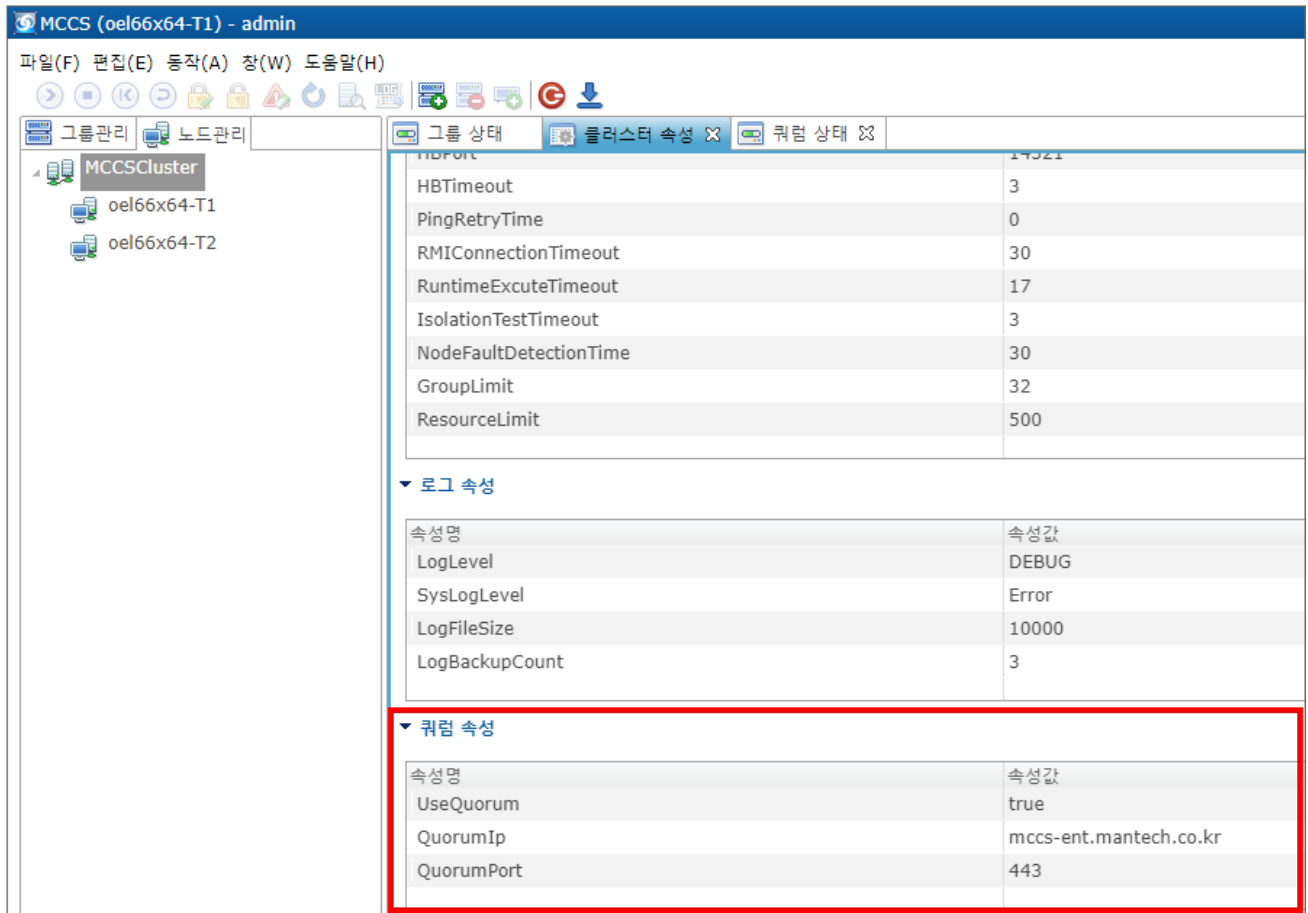 MCCS (oel66x64-T1) - admin
파일(F) 편집(E) 동작(A) 창(W) 도움말(H)
그룹관리 노드관리
그룹 상태 클러스터 속성 쿼럼 상태
MCCSCluster
oel66x64-T1
oel66x64-T2
HBPort 14321
HBTimeout 3
PingRetryTime 0
RMIConnectionTimeout 30
RuntimeExcuteTimeout 17
IsolationTestTimeout 3
NodeFaultDetectionTime 30
GroupLimit 32
ResourceLimit 500
로그 속성
속성명 속성값
LogLevel DEBUG
SysLogLevel Error
LogFileSize 10000
LogBackupCount 3
쿼럼 속성
속성명 속성값
UseQuorum true
QuorumIp mccs-ent.mantech.co.kr
QuorumPort 443